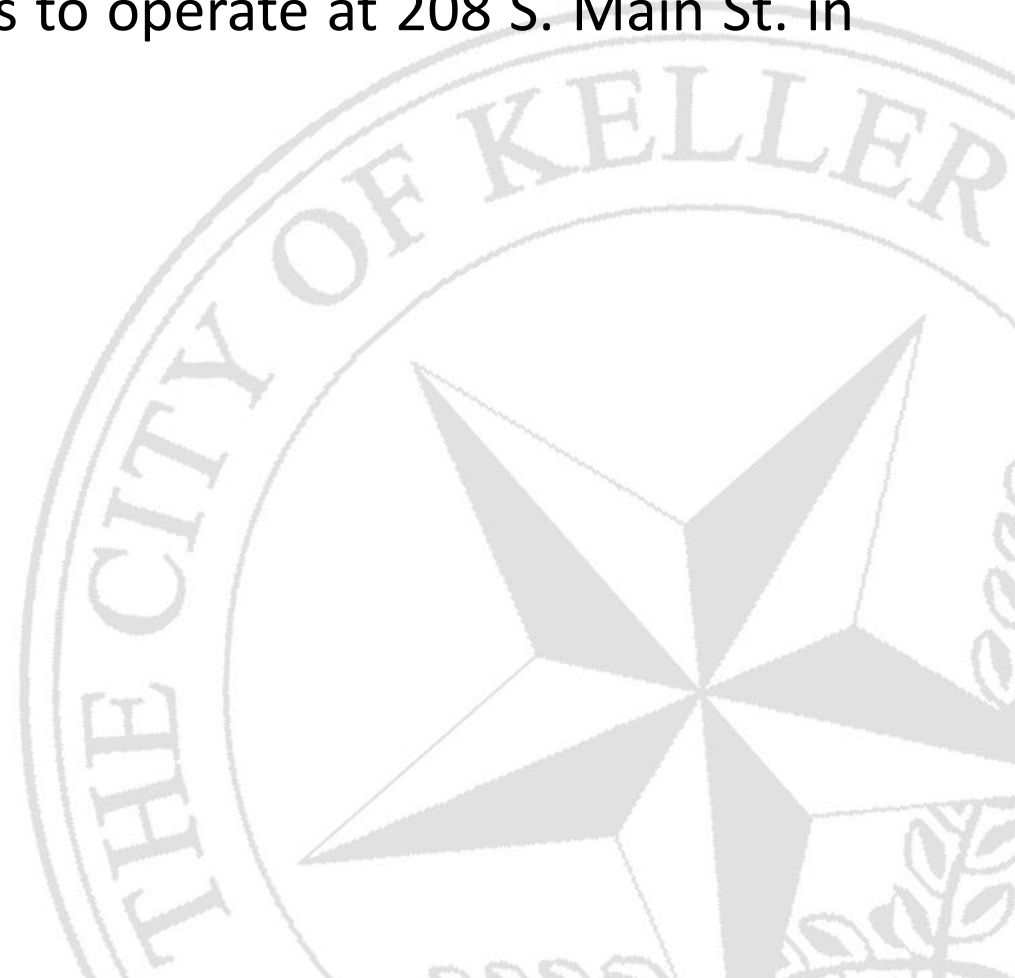 s to operate at 208 S. Main St. in
THE CITY OF KELLER